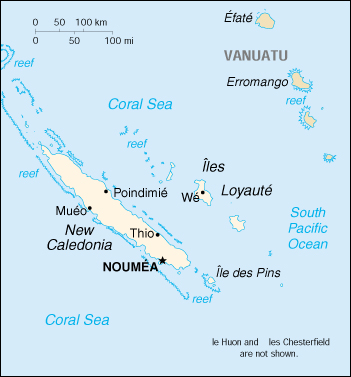 0 50 100 km
0 50 100 mi
Éfaté
VANUATU
Erromango
reef
reef
Coral Sea
reef
reef
Îles
Loyauté
Poindimié
Wé
Muéo
New
Caledonia
Thio
South
Pacific
Ocean
NOUMÉA
Île des Pins
reef
Coral Sea
le Huon and les Chesterfield
are not shown.